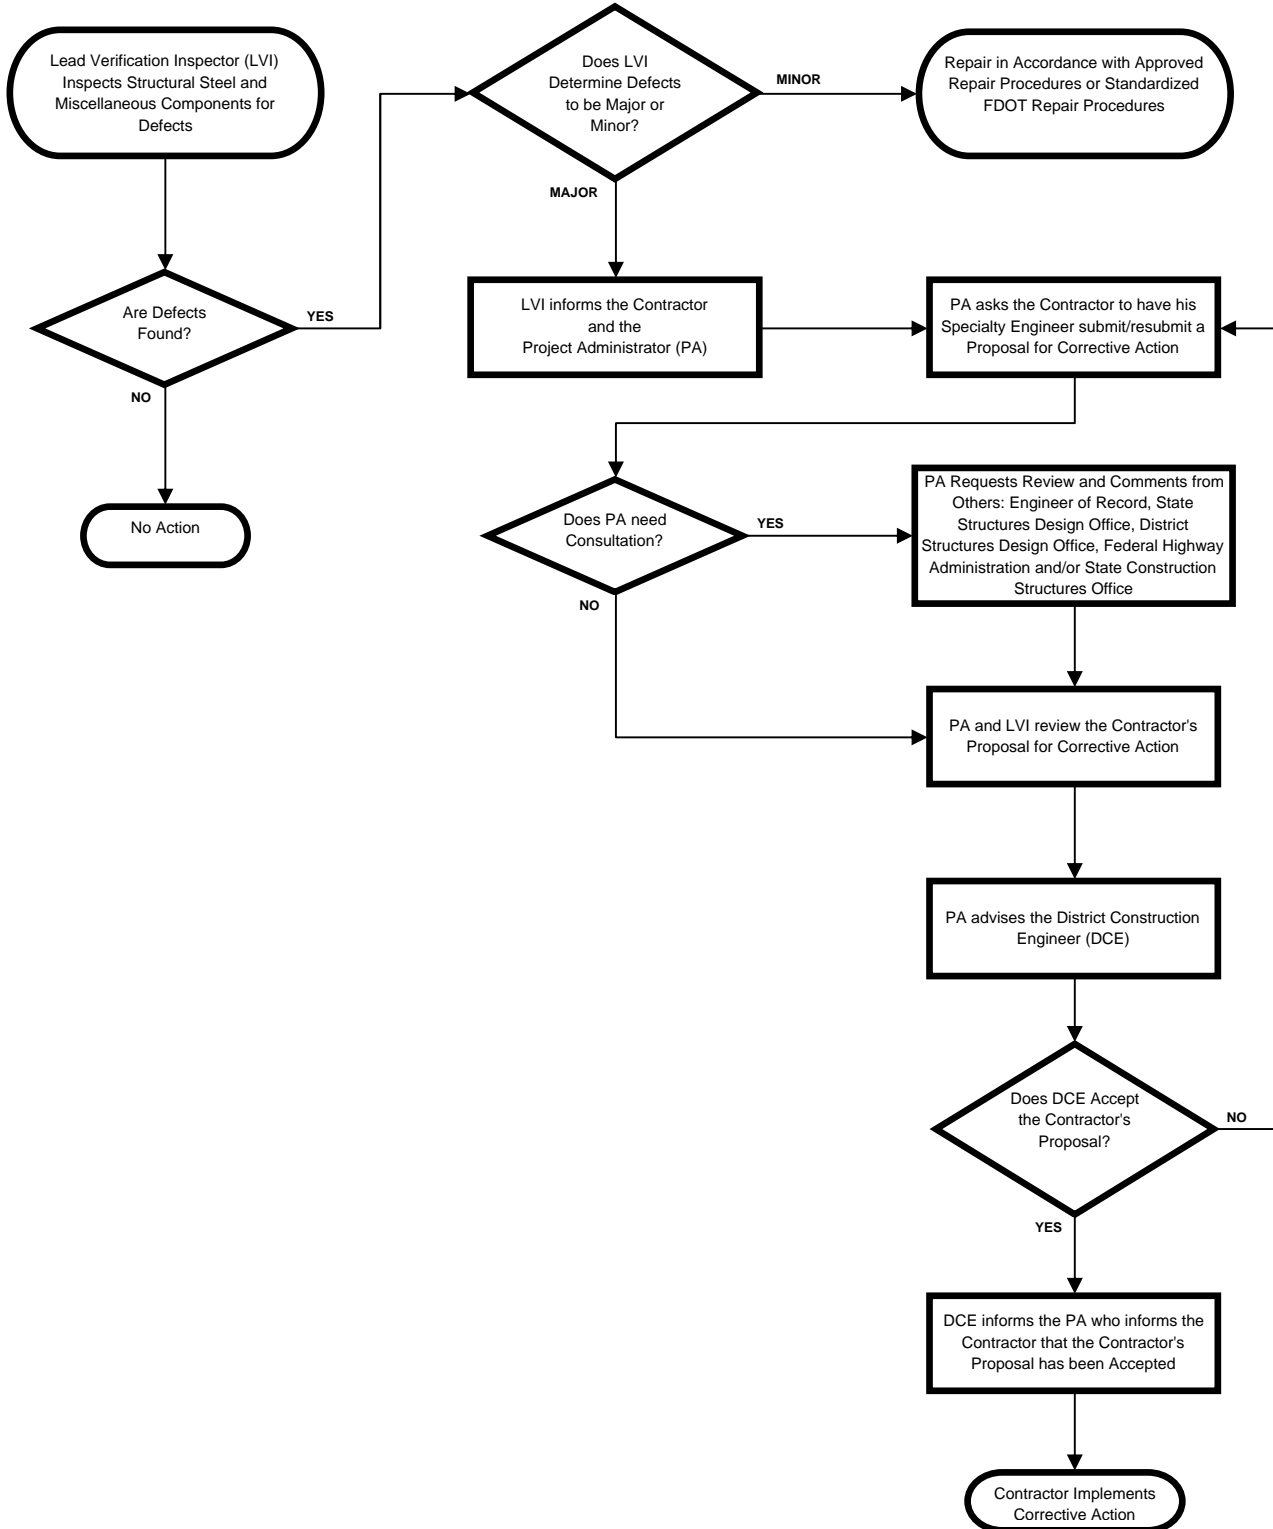 Lead Verification Inspector (LVI)
Inspects Structural Steel and
Miscellaneous Components for
Defects
Does LVI
Determine Defects
to be Major or
Minor?
MINOR
Repair in Accordance with Approved
Repair Procedures or Standardized
FDOT Repair Procedures
MAJOR
Are Defects
Found?
YES
NO
No Action
LVI informs the Contractor
and the
Project Administrator (PA)
PA asks the Contractor to have his
Specialty Engineer submit/resubmit a
Proposal for Corrective Action
Does PA need
Consultation?
YES
NO
PA Requests Review and Comments from
Others: Engineer of Record, State
Structures Design Office, District
Structures Design Office, Federal Highway
Administration and/or State Construction
Structures Office
PA and LVI review the Contractor's
Proposal for Corrective Action
PA advises the District Construction
Engineer (DCE)
Does DCE Accept
the Contractor's
Proposal?
NO
YES
DCE informs the PA who informs the
Contractor that the Contractor's
Proposal has been Accepted
Contractor Implements
Corrective Action